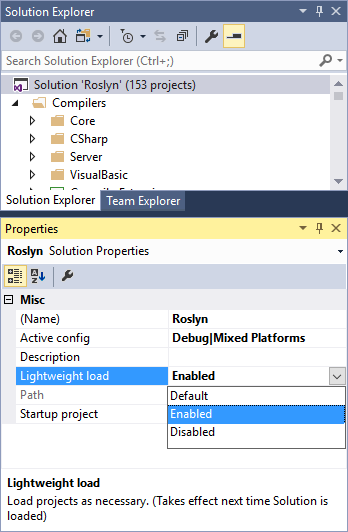 Solution Explorer
Search Solution Explorer (Ctrl+;)
Solution 'Roslyn' (153 projects)
Compilers
Core
CSharp
Server
VisualBasic
Solution Explorer Team Explorer
Properties
Roslyn Solution Properties
Misc
(Name) Roslyn
Active config Debug|Mixed Platforms
Description
Lightweight load Enabled
Path Default
Startup project Enabled
Disabled
Lightweight load
Load projects as necessary. (Takes effect next time Solution is
loaded)